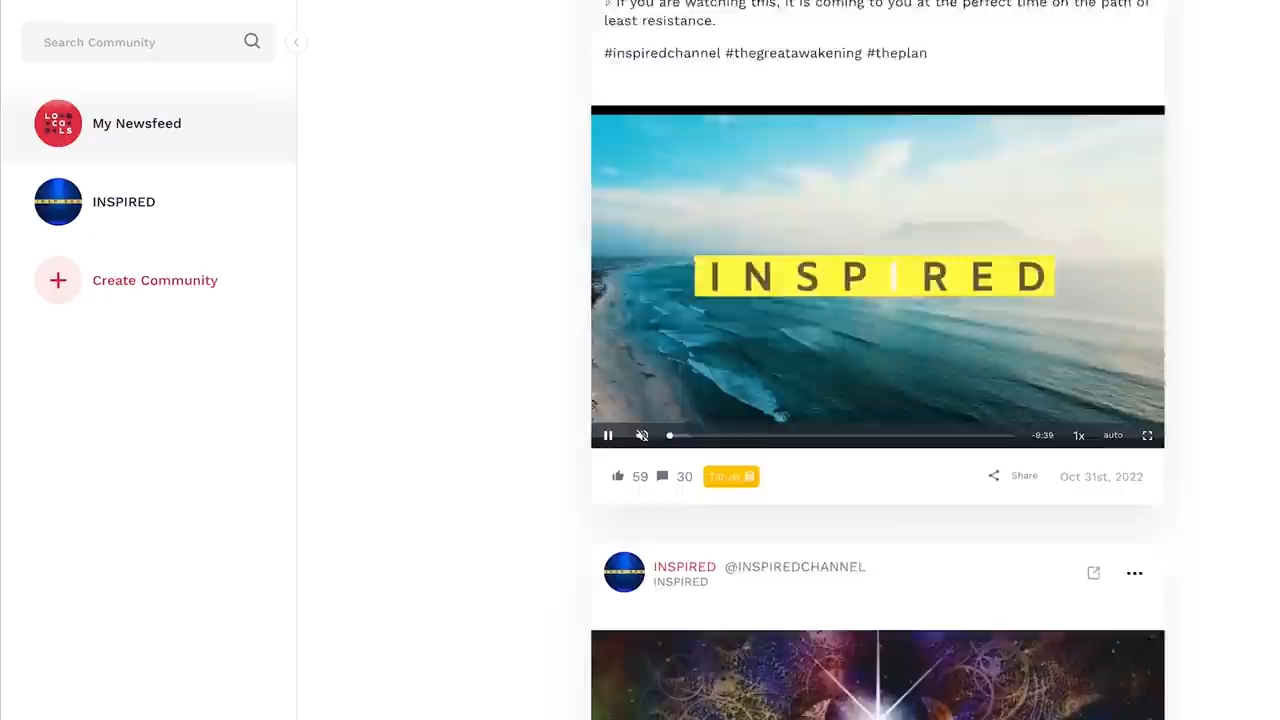 Search Community
My Newsfeed
INSPIRED
Create Community
If you are watching this, it is coming to you at the perfect time on the path of
least resistance.
#inspiredchannel #thegreatawakening #theplan
INSPIRED
-9:39
1x
auto
59
30
Share
Oct 31st, 2022
INSPIRED @INSPIREDCHANNEL
INSPIRED
LOCALS